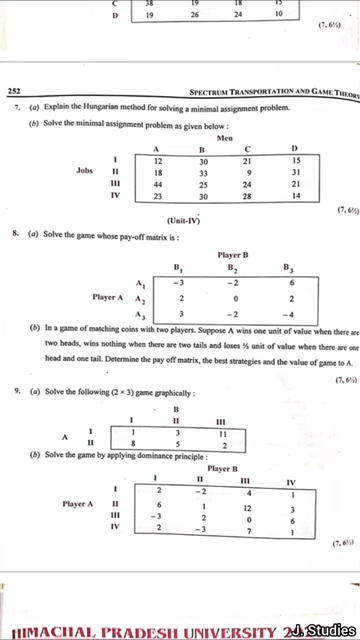 C 38 19 18 15
D 19 26 24 10
(7, 6½)
252 SPECTRUM TRANSPORTATION AND GAME THEORY
7. (a) Explain the Hungarian method for solving a minimal assignment problem.
(b) Solve the minimal assignment problem as given below :
Men
A B C D
I 12 30 21 15
Jobs II 18 33 9 31
III 44 25 24 21
IV 23 30 28 14
(7, 6½)
(Unit-IV)
8. (a) Solve the game whose pay-off matrix is :
Player B
B₁ B₂ B₃
A₁ −3 −2 6
Player A A₂ 2 0 2
A₃ 3 −2 −4
(b) In a game of matching coins with two players. Suppose A wins one unit of value when there are
two heads, wins nothing when there are two tails and loses ½ unit of value when there are one
head and one tail. Determine the pay off matrix, the best strategies and the value of game to A.
(7, 6½)
9. (a) Solve the following (2 × 3) game graphically :
B
I II III
A I 1 3 11
II 8 5 2
(b) Solve the game by applying dominance principle :
Player B
I II III IV
I 2 −2 4 1
Player A II 6 1 12 3
III −3 2 0 6
IV 2 −3 7 1
(7, 6½)
HIMACHAL PRADESH UNIVERSITY
J. Studies